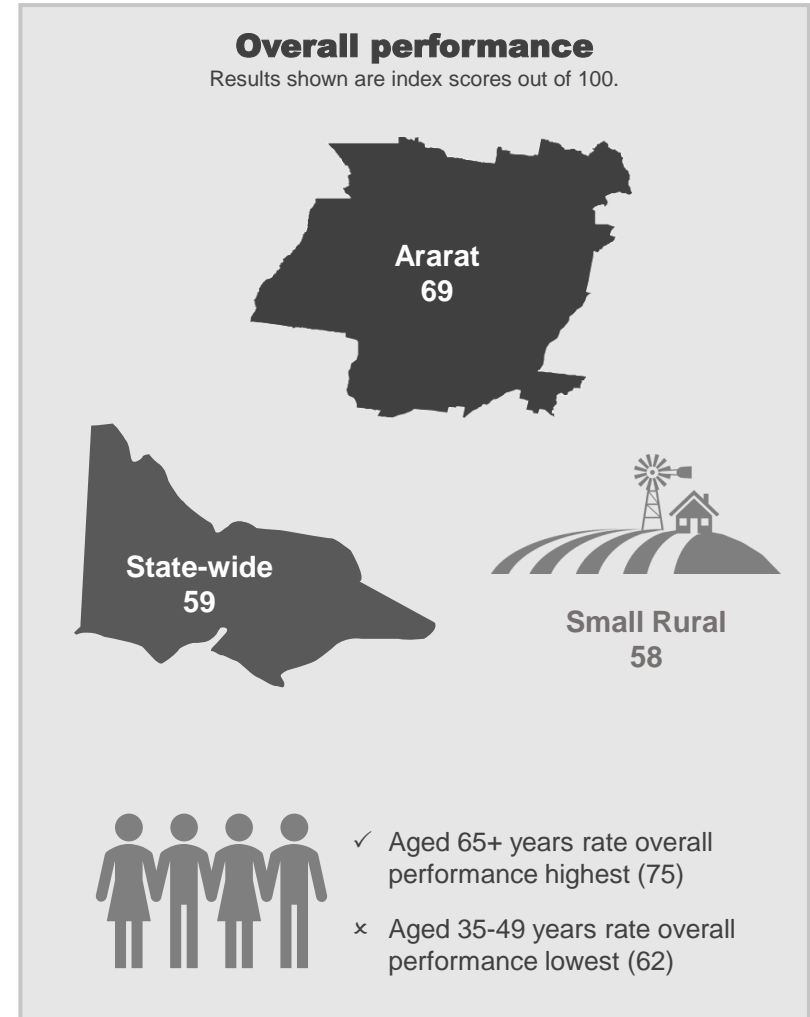 Overall performance
Results shown are index scores out of 100.
Ararat
69
State-wide
59
Small Rural
58
✓ Aged 65+ years rate overall
performance highest (75)
× Aged 35-49 years rate overall
performance lowest (62)